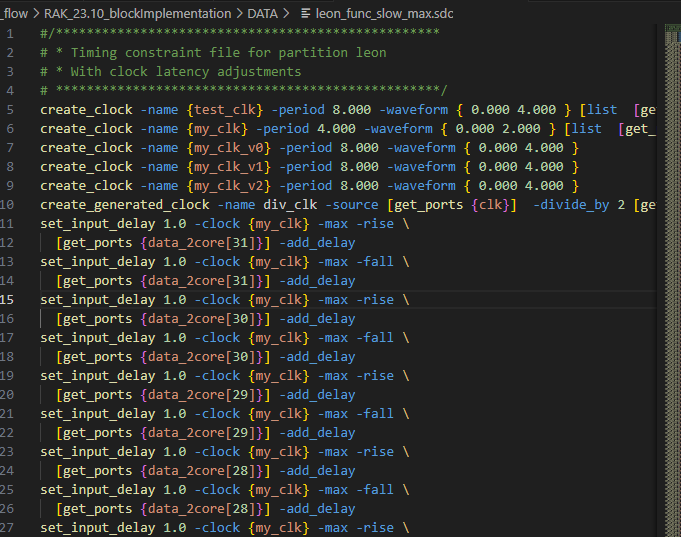 _flow > RAK_23.10_blockImplementation > DATA > leon_func_slow_max.sdc
1 #/************************************************
2 # * Timing constraint file for partition leon
3 # * With clock latency adjustments
4 # ************************************************/
5 create_clock -name {test_clk} -period 8.000 -waveform { 0.000 4.000 } [list  [ge
6 create_clock -name {my_clk} -period 4.000 -waveform { 0.000 2.000 } [list  [get_
7 create_clock -name {my_clk_v0} -period 8.000 -waveform { 0.000 4.000 }
8 create_clock -name {my_clk_v1} -period 8.000 -waveform { 0.000 4.000 }
9 create_clock -name {my_clk_v2} -period 8.000 -waveform { 0.000 4.000 }
10 create_generated_clock -name div_clk -source [get_ports {clk}]  -divide_by 2 [ge
11 set_input_delay 1.0 -clock {my_clk} -max -rise \
12   [get_ports {data_2core[31]}] -add_delay
13 set_input_delay 1.0 -clock {my_clk} -max -fall \
14   [get_ports {data_2core[31]}] -add_delay
15 set_input_delay 1.0 -clock {my_clk} -max -rise \
16   [get_ports {data_2core[30]}] -add_delay
17 set_input_delay 1.0 -clock {my_clk} -max -fall \
18   [get_ports {data_2core[30]}] -add_delay
19 set_input_delay 1.0 -clock {my_clk} -max -rise \
20   [get_ports {data_2core[29]}] -add_delay
21 set_input_delay 1.0 -clock {my_clk} -max -fall \
22   [get_ports {data_2core[29]}] -add_delay
23 set_input_delay 1.0 -clock {my_clk} -max -rise \
24   [get_ports {data_2core[28]}] -add_delay
25 set_input_delay 1.0 -clock {my_clk} -max -fall \
26   [get_ports {data_2core[28]}] -add_delay
27 set_input_delay 1.0 -clock {my_clk} -max -rise \